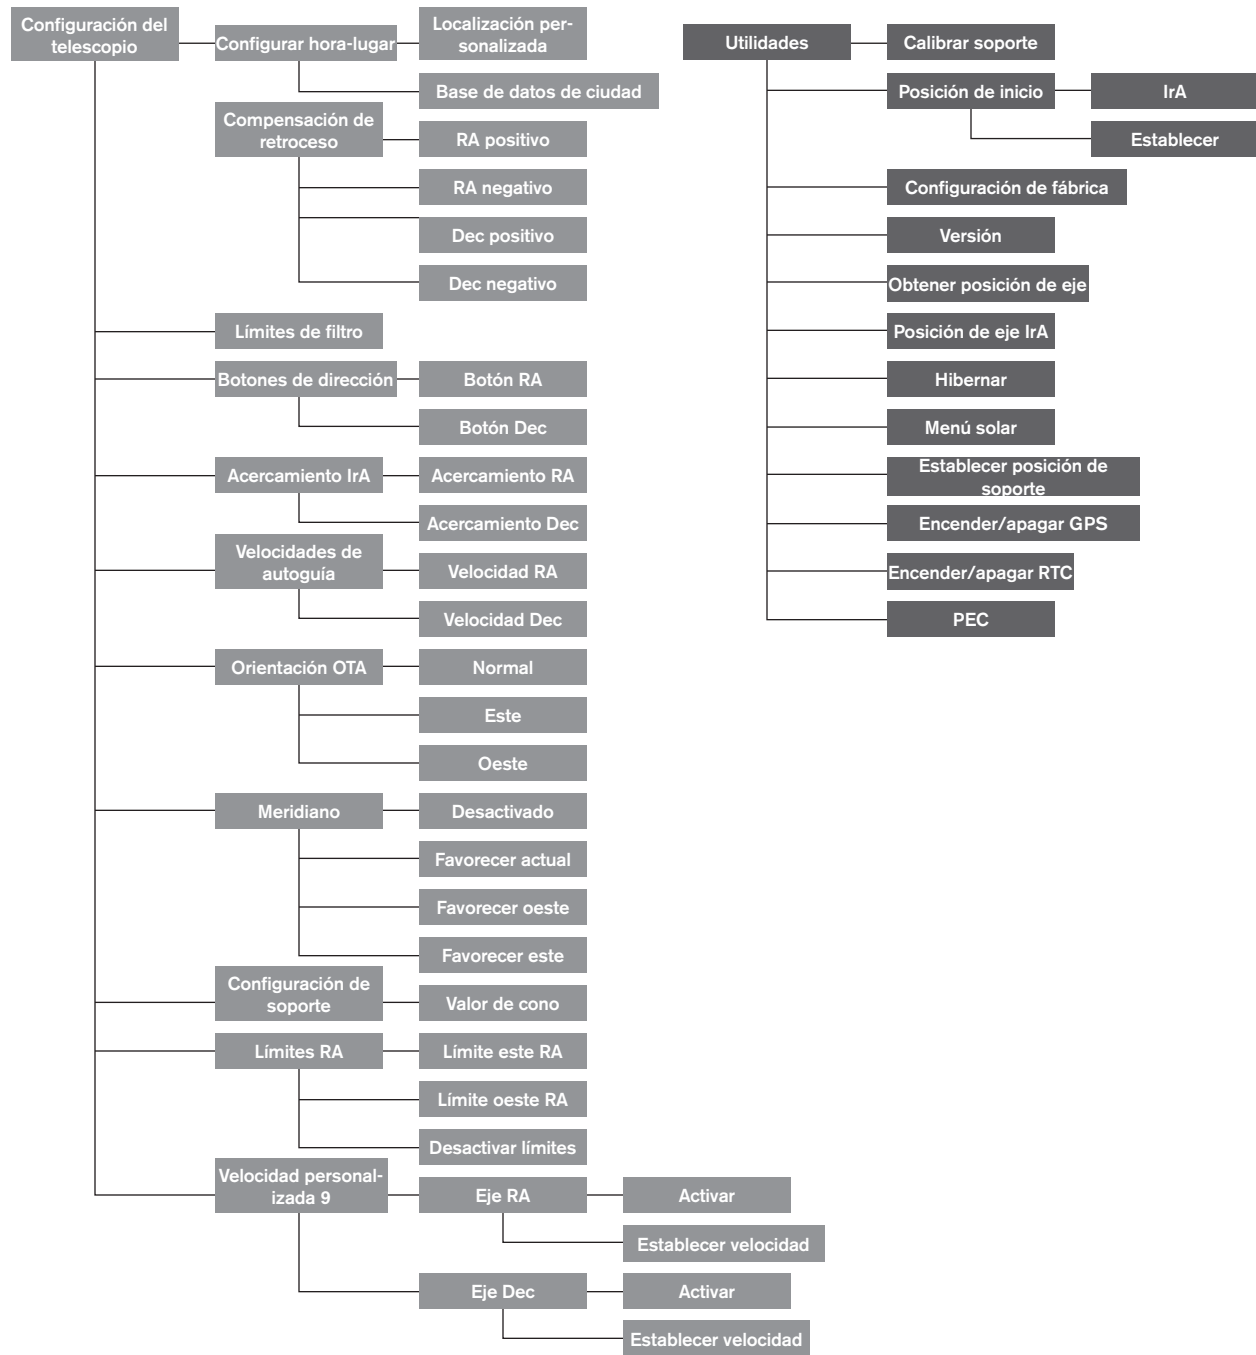 Configuración del
telescopio
Configurar hora-lugar
Localización per-
sonalizada
Base de datos de ciudad
Compensación de
retroceso
RA positivo
RA negativo
Dec positivo
Dec negativo
Límites de filtro
Botones de dirección
Botón RA
Botón Dec
Acercamiento IrA
Acercamiento RA
Acercamiento Dec
Velocidades de
autoguía
Velocidad RA
Velocidad Dec
Orientación OTA
Normal
Este
Oeste
Meridiano
Desactivado
Favorecer actual
Favorecer oeste
Favorecer este
Configuración de
soporte
Valor de cono
Límites RA
Límite este RA
Límite oeste RA
Desactivar límites
Velocidad personal-
izada 9
Eje RA
Activar
Establecer velocidad
Eje Dec
Activar
Establecer velocidad
Utilidades
Calibrar soporte
Posición de inicio
IrA
Establecer
Configuración de fábrica
Versión
Obtener posición de eje
Posición de eje IrA
Hibernar
Menú solar
Establecer posición de
soporte
Encender/apagar GPS
Encender/apagar RTC
PEC